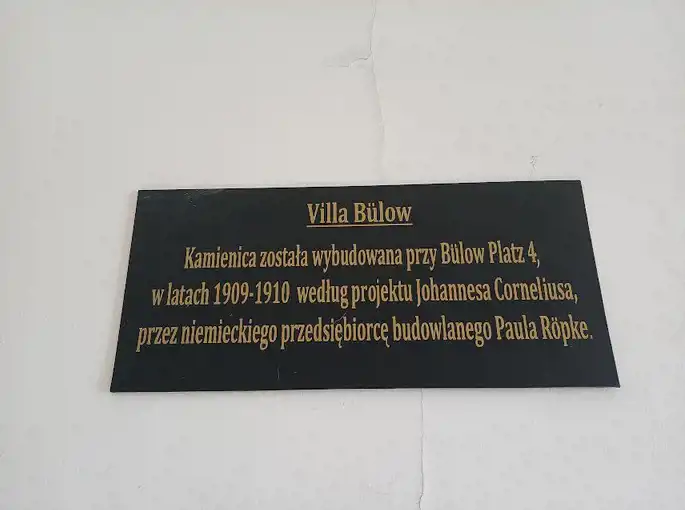 Villa Bülow
Kamienica została wybudowana przy Bülow Platz 4,
w latach 1909-1910 według projektu Johannesa Corneliusa,
przez niemieckiego przedsiębiorcę budowlanego Paula Röpke.